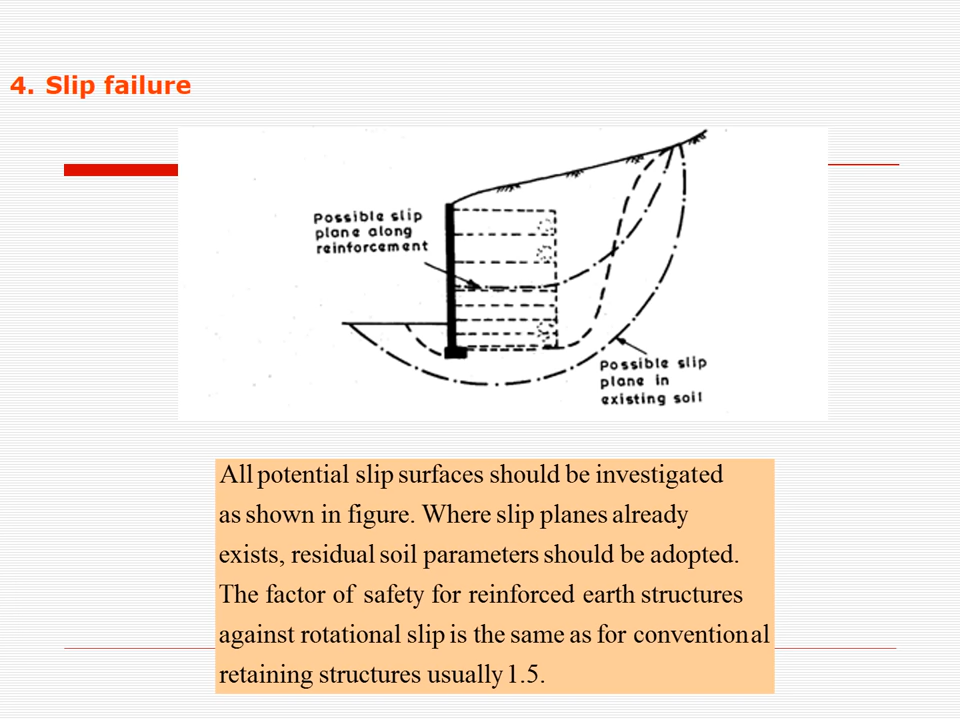 4. Slip failure
Possible slip
plane along
reinforcement
Possible slip
plane in
existing soil
All potential slip surfaces should be investigated
as shown in figure. Where slip planes already
exists, residual soil parameters should be adopted.
The factor of safety for reinforced earth structures
against rotational slip is the same as for conventional
retaining structures usually 1.5.